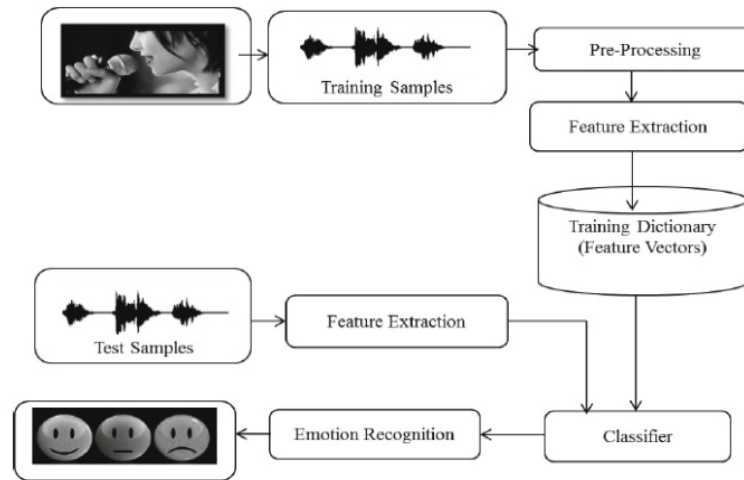 Training Samples
Pre-Processing
Feature Extraction
Training Dictionary
(Feature Vectors)
Test Samples
Feature Extraction
Emotion Recognition
Classifier